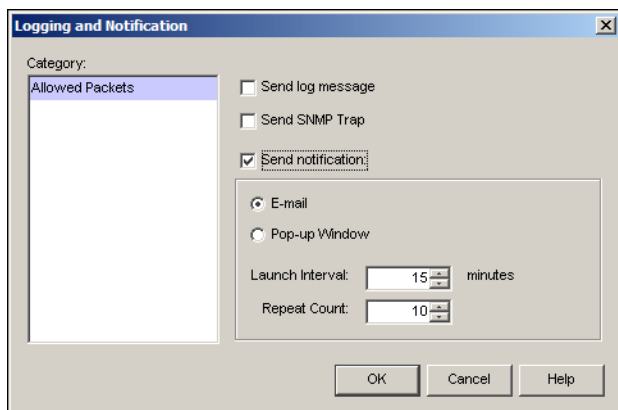 Logging and Notification
Category:
Allowed Packets
Send log message
Send SNMP Trap
Send notification:
E-mail
Pop-up Window
Launch Interval: 15 minutes
Repeat Count: 10
OK Cancel Help